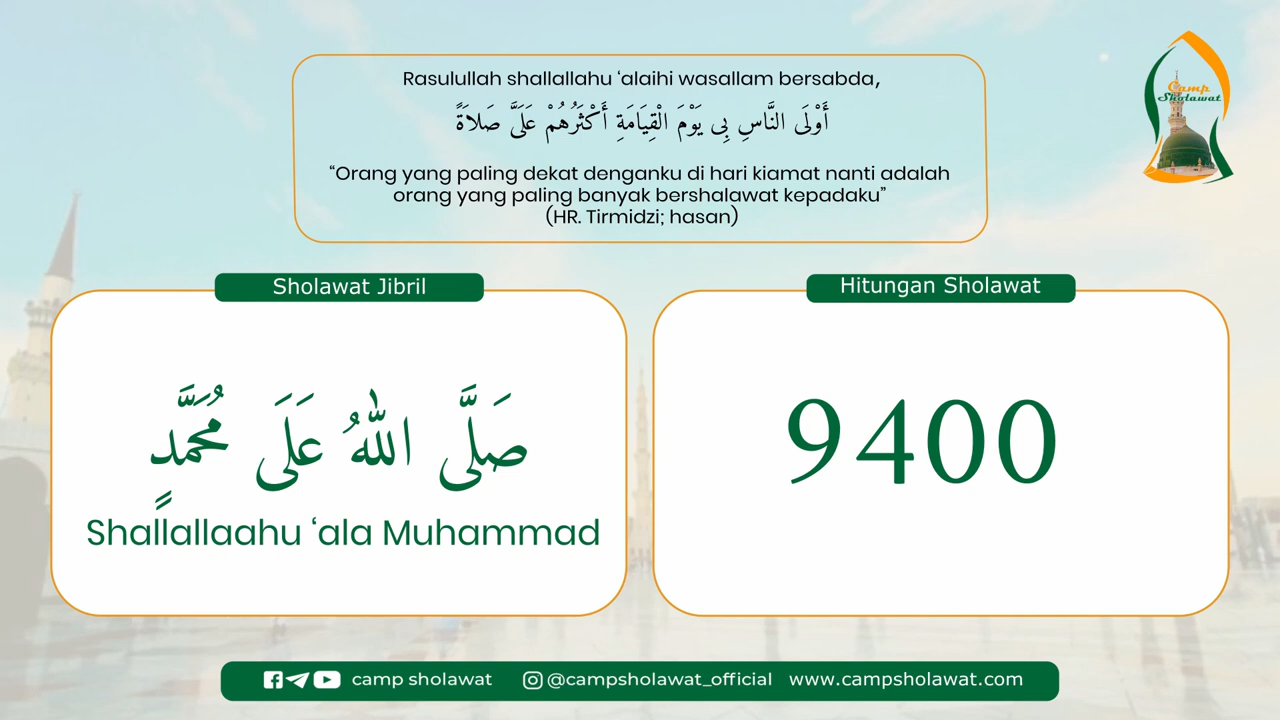 Rasulullah shallallahu ‘alaihi wasallam bersabda,
أَوْلَى النَّاسِ بِى يَوْمَ الْقِيَامَةِ أَكْثَرُهُمْ عَلَىَّ صلاَةً
“Orang yang paling dekat denganku di hari kiamat nanti adalah
orang yang paling banyak bershalawat kepadaku”
(HR. Tirmidzi; hasan)
Camp
Sholawat
Sholawat Jibril
صَلَّى اللهُ عَلَى مُحَمَّدٍ
Shallallaahu ‘ala Muhammad
Hitungan Sholawat
9400
camp sholawat @campsholawat_official www.campsholawat.com